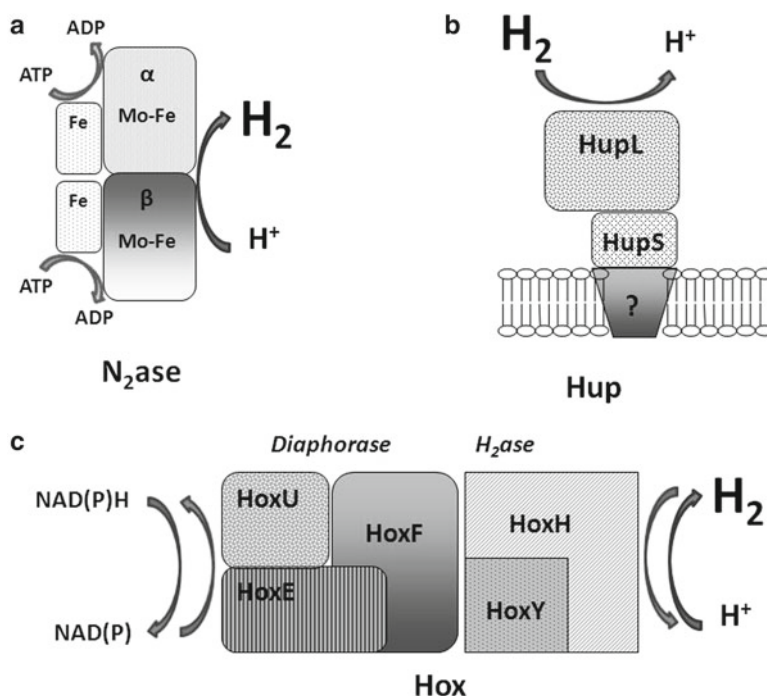 a
ADP
ATP
Fe
α
Mo-Fe
H₂
Fe
β
Mo-Fe
H⁺
ATP
ADP
N₂ase
b
H₂
H⁺
HupL
HupS
?
Hup
c
Diaphorase
H₂ase
NAD(P)H
HoxU
HoxF
HoxH
H₂
HoxE
HoxY
NAD(P)
H⁺
Hox